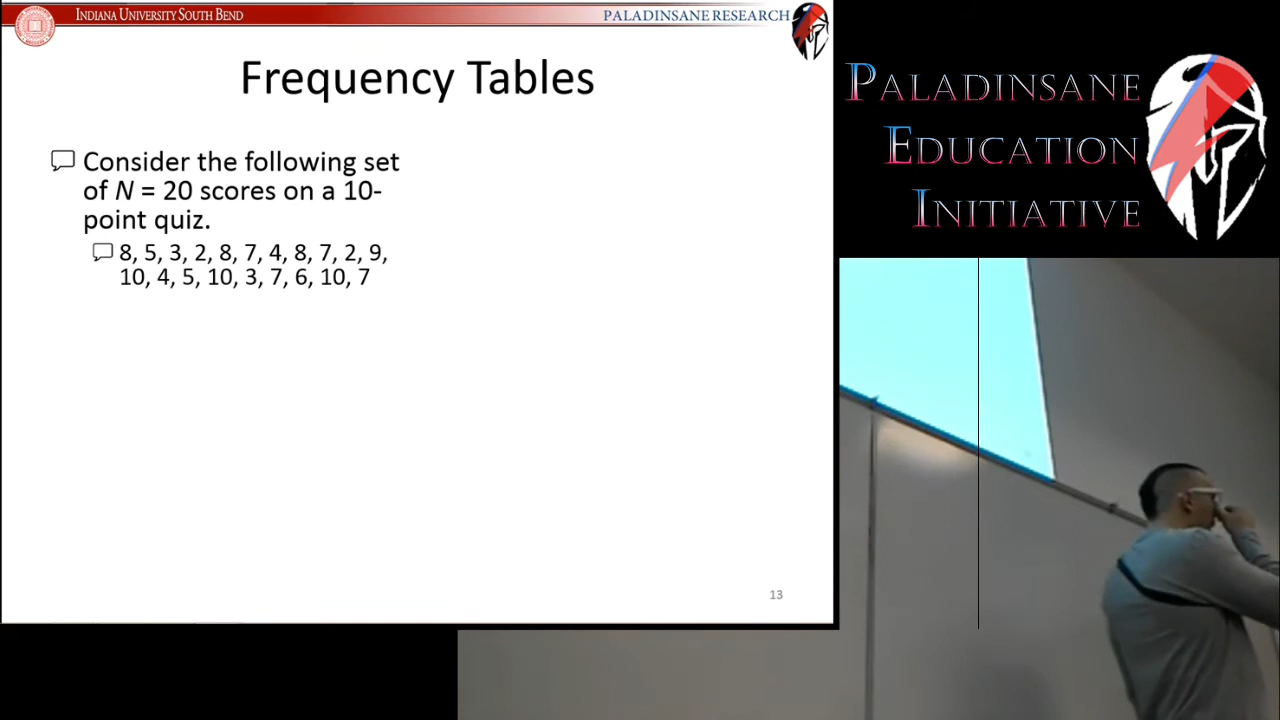 INDIANA UNIVERSITY SOUTH BEND
PALADINSANE RESEARCH
Frequency Tables
Consider the following set
of N = 20 scores on a 10-
point quiz.
8, 5, 3, 2, 8, 7, 4, 8, 7, 2, 9,
10, 4, 5, 10, 3, 7, 6, 10, 7
13
PALADINSANE
EDUCATION
INITIATIVE